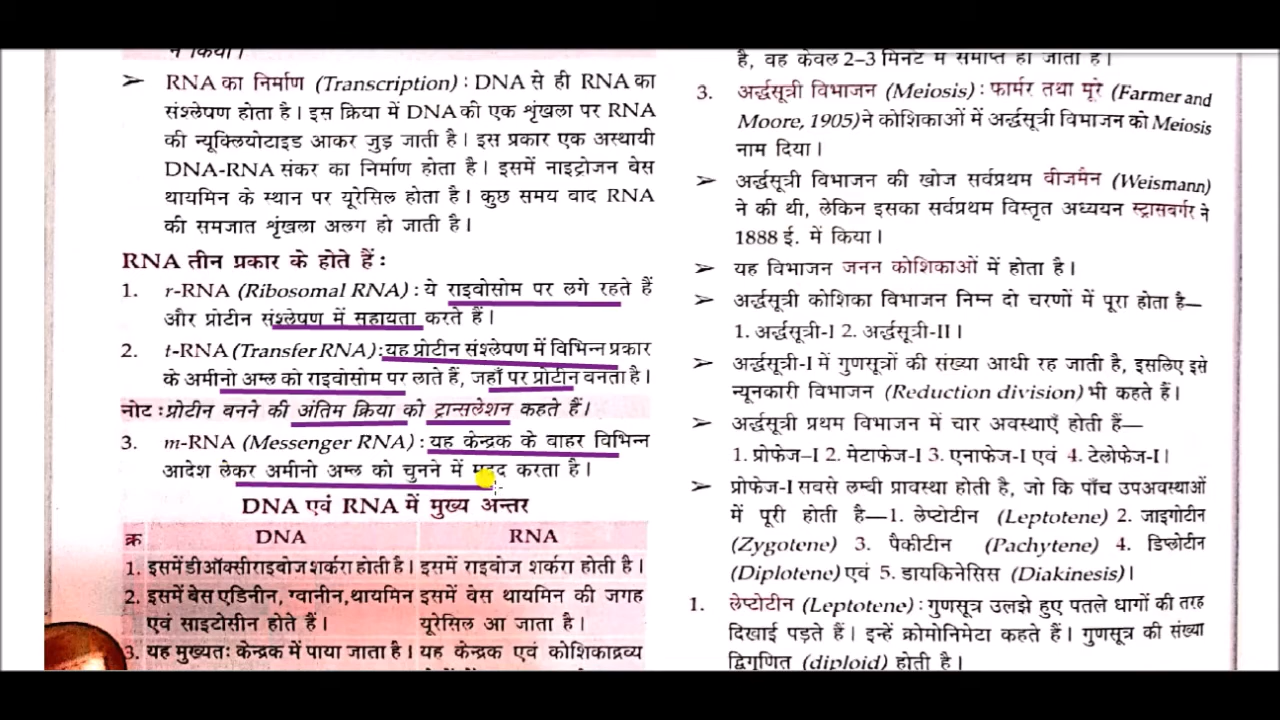 ➢ RNA का निर्माण (Transcription) : DNA से ही RNA का
संश्लेषण होता है। इस क्रिया में DNA की एक शृंखला पर RNA
की न्यूक्लियोटाइड आकर जुड़ जाती है। इस प्रकार एक अस्थायी
DNA-RNA संकर का निर्माण होता है। इसमें नाइट्रोजन बेस
थायमिन के स्थान पर यूरेसिल होता है। कुछ समय वाद RNA
की समजात शृंखला अलग हो जाती है।
RNA तीन प्रकार के होते हैं :
1. r-RNA (Ribosomal RNA) : ये राइवोसोम पर लगे रहते हैं
और प्रोटीन संश्लेषण में सहायता करते हैं।
2. t-RNA (Transfer RNA) : यह प्रोटीन संश्लेषण में विभिन्न प्रकार
के अमीनो अम्ल को राइवोसोम पर लाते हैं, जहाँ पर प्रोटीन बनता है।
नोट : प्रोटीन बनने की अंतिम क्रिया को ट्रान्सलेशन कहते हैं।
3. m-RNA (Messenger RNA) : यह केन्द्रक के वाहर विभिन्न
आदेश लेकर अमीनो अम्ल को चुनने में मदद करता है।
DNA एवं RNA में मुख्य अन्तर
क्र DNA RNA
1. इसमें डीऑक्सीराइवोज शर्करा होती है। इसमें राइबोज शर्करा होती है।
2. इसमें बेस एडिनीन, ग्वानीन, थायमिन इसमें बेस थायमिन की जगह
एवं साइटोसीन होते हैं। यूरेसिल आ जाता है।
3. यह मुख्यतः केन्द्रक में पाया जाता है। यह केन्द्रक एवं कोशिकाद्रव्य
है, वह केवल 2–3 मिनट में समाप्त हो जाता है।
3. अर्द्धसूत्री विभाजन (Meiosis) : फार्मर तथा मूरे (Farmer and
Moore, 1905) ने कोशिकाओं में अर्द्धसूत्री विभाजन को Meiosis
नाम दिया।
➢ अर्द्धसूत्री विभाजन की खोज सर्वप्रथम वीजमैन (Weismann)
ने की थी, लेकिन इसका सर्वप्रथम विस्तृत अध्ययन स्ट्रासवर्गर ने
1888 ई. में किया।
➢ यह विभाजन जनन कोशिकाओं में होता है।
➢ अर्द्धसूत्री कोशिका विभाजन निम्न दो चरणों में पूरा होता है—
1. अर्द्धसूत्री-I 2. अर्द्धसूत्री-II।
➢ अर्द्धसूत्री-I में गुणसूत्रों की संख्या आधी रह जाती है, इसलिए इसे
न्यूनकारी विभाजन (Reduction division) भी कहते हैं।
➢ अर्द्धसूत्री प्रथम विभाजन में चार अवस्थाएँ होती हैं—
1. प्रोफेज–I 2. मेटाफेज-I 3. एनाफेज-I एवं 4. टेलोफेज-I।
➢ प्रोफेज-I सबसे लम्बी प्रावस्था होती है, जो कि पाँच उपअवस्थाओं
में पूरी होती है—1. लेप्टोटीन (Leptotene) 2. जाइगोटीन
(Zygotene) 3. पैकीटीन (Pachytene) 4. डिप्लोटीन
(Diplotene) एवं 5. डायकिनेसिस (Diakinesis)।
1. लेप्टोटीन (Leptotene) : गुणसूत्र उलझे हुए पतले धागों की तरह
दिखाई पड़ते हैं। इन्हें क्रोमोनिमेटा कहते हैं। गुणसूत्र की संख्या
द्विगुणित (diploid) होती है।